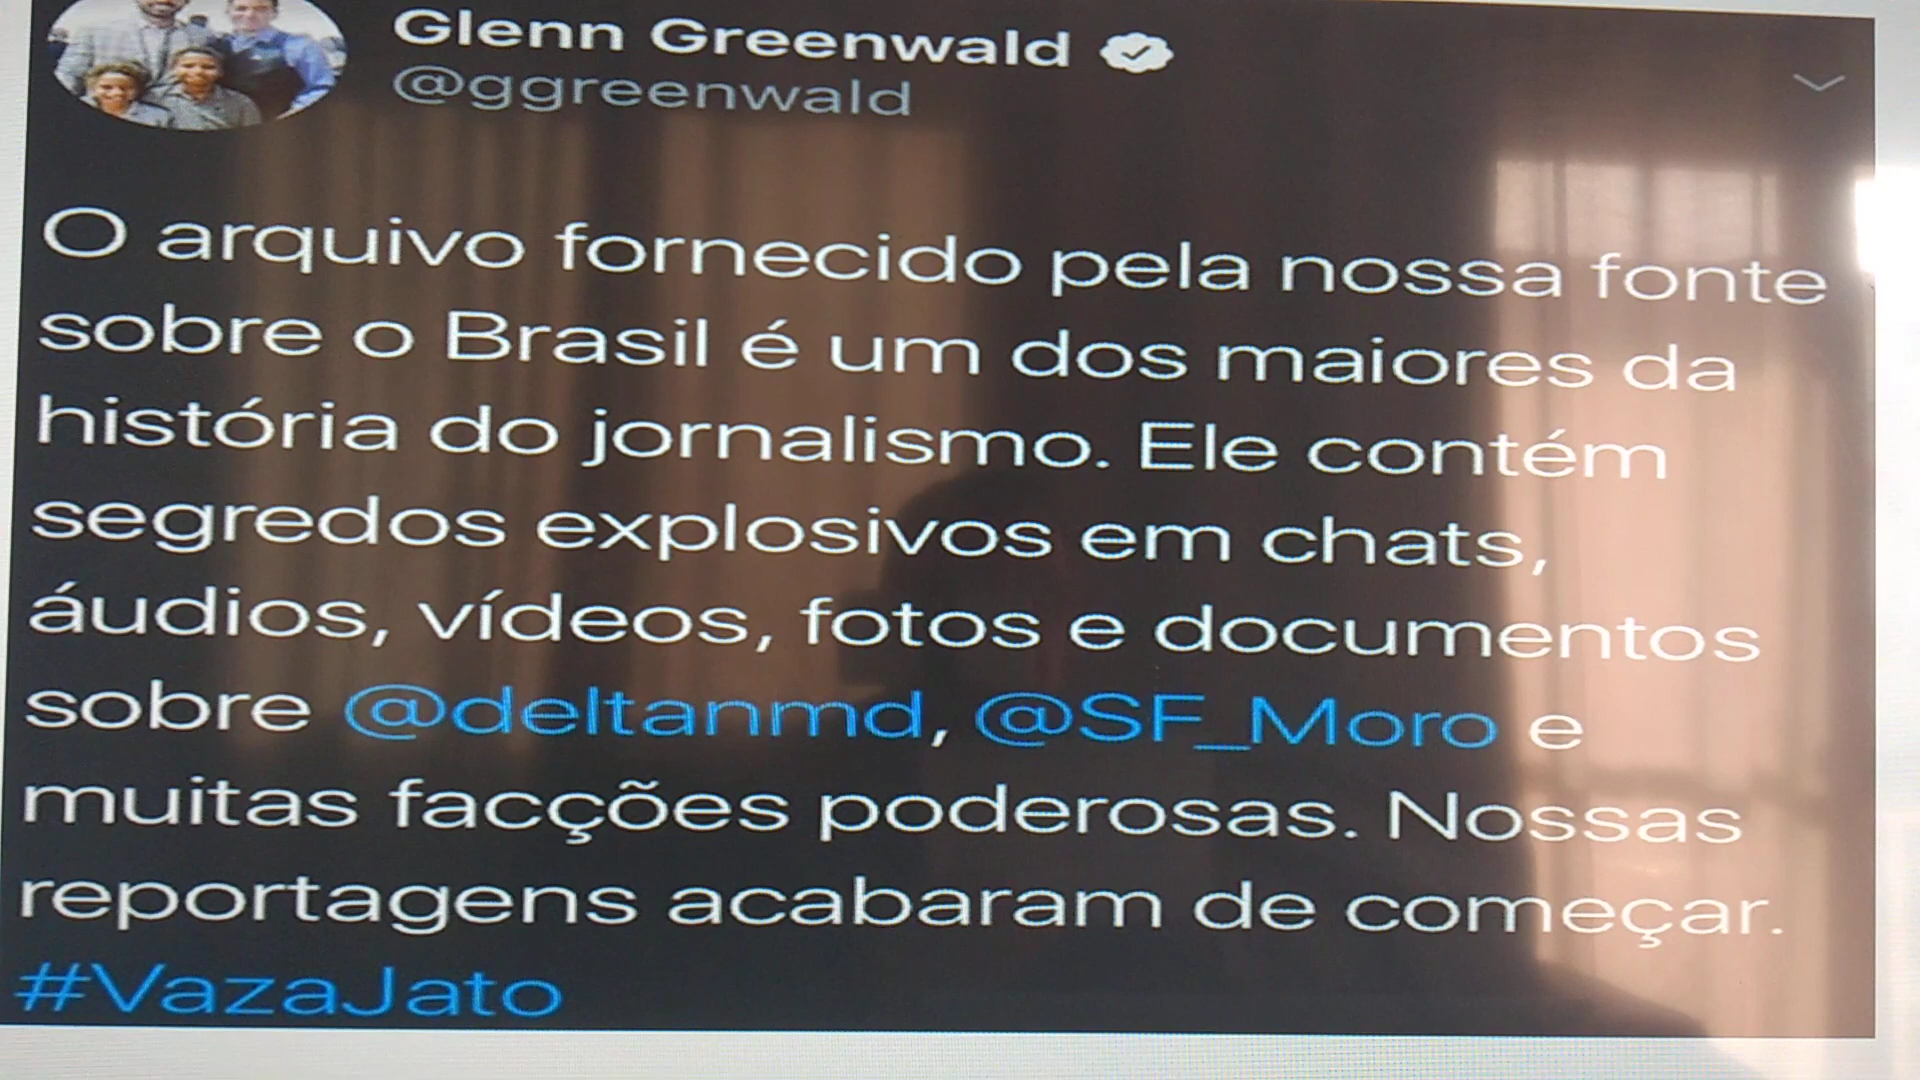 Glenn Greenwald
@ggreenwald
O arquivo fornecido pela nossa fonte
sobre o Brasil é um dos maiores da
história do jornalismo. Ele contém
segredos explosivos em chats,
áudios, vídeos, fotos e documentos
sobre @deltanmd, @SF_Moro e
muitas facções poderosas. Nossas
reportagens acabaram de começar.
#VazaJato